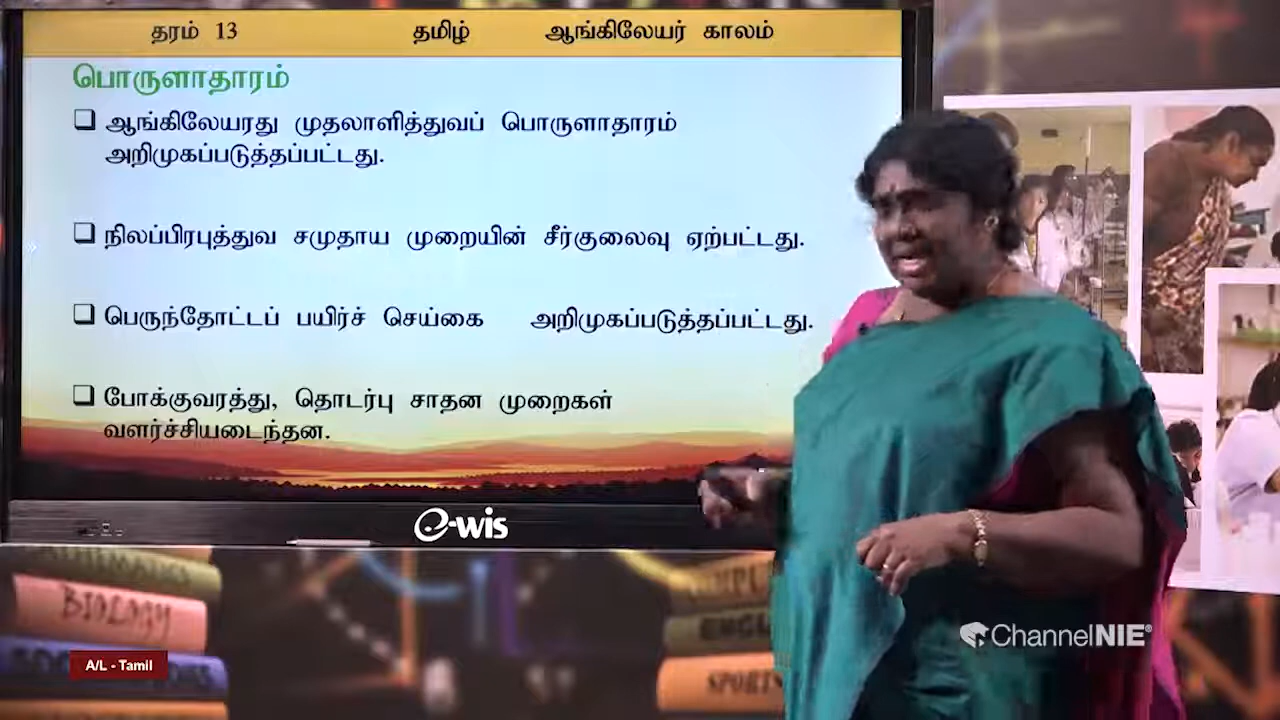 தரம் 13 தமிழ் ஆங்கிலேயர் காலம்
பொருளாதாரம்
❑ ஆங்கிலேயரது முதலாளித்துவப் பொருளாதாரம்
அறிமுகப்படுத்தப்பட்டது.
❑ நிலப்பிரபுத்துவ சமுதாய முறையின் சீர்குலைவு ஏற்பட்டது.
❑ பெருந்தோட்டப் பயிர்ச் செய்கை அறிமுகப்படுத்தப்பட்டது.
❑ போக்குவரத்து, தொடர்பு சாதன முறைகள்
வளர்ச்சியடைந்தன.
e-wis
BIOLOGY
SPORTS
ChannelNIE®
A/L - Tamil